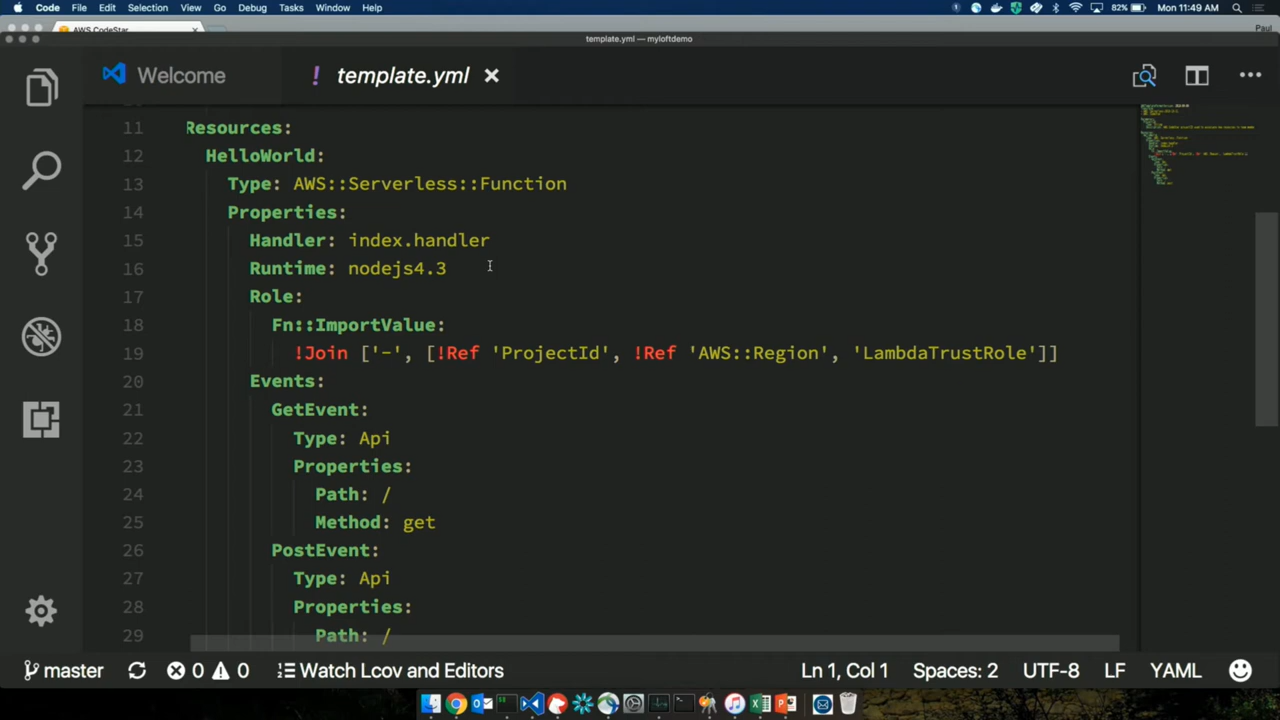 Code File Edit Selection View Go Debug Tasks Window Help 82% Mon 11:49 AM
AWS CodeStar Paul
template.yml — myloftdemo
Welcome ! template.yml
11 Resources:
12 HelloWorld:
13 Type: AWS::Serverless::Function
14 Properties:
15 Handler: index.handler
16 Runtime: nodejs4.3
17 Role:
18 Fn::ImportValue:
19 !Join ['-', [!Ref 'ProjectId', !Ref 'AWS::Region', 'LambdaTrustRole']]
20 Events:
21 GetEvent:
22 Type: Api
23 Properties:
24 Path: /
25 Method: get
26 PostEvent:
27 Type: Api
28 Properties:
29 Path: /
master 0 0 Watch Lcov and Editors Ln 1, Col 1 Spaces: 2 UTF-8 LF YAML